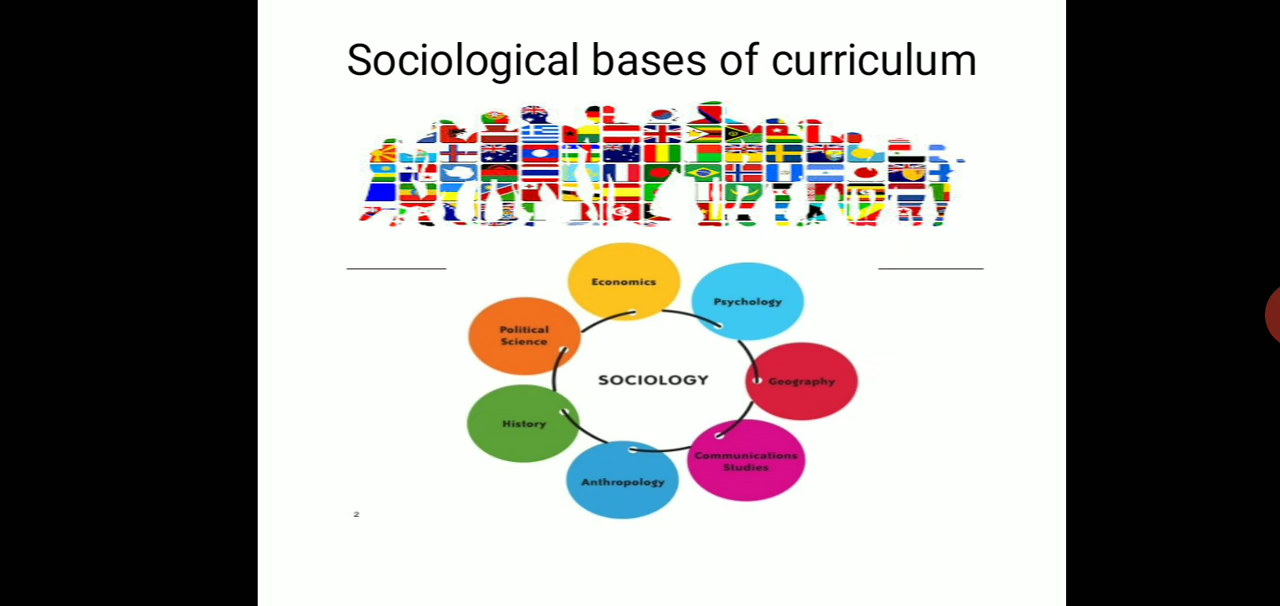 Sociological bases of curriculum
Economics
Psychology
Political
Science
SOCIOLOGY
Geography
History
Communications
Studies
Anthropology
2